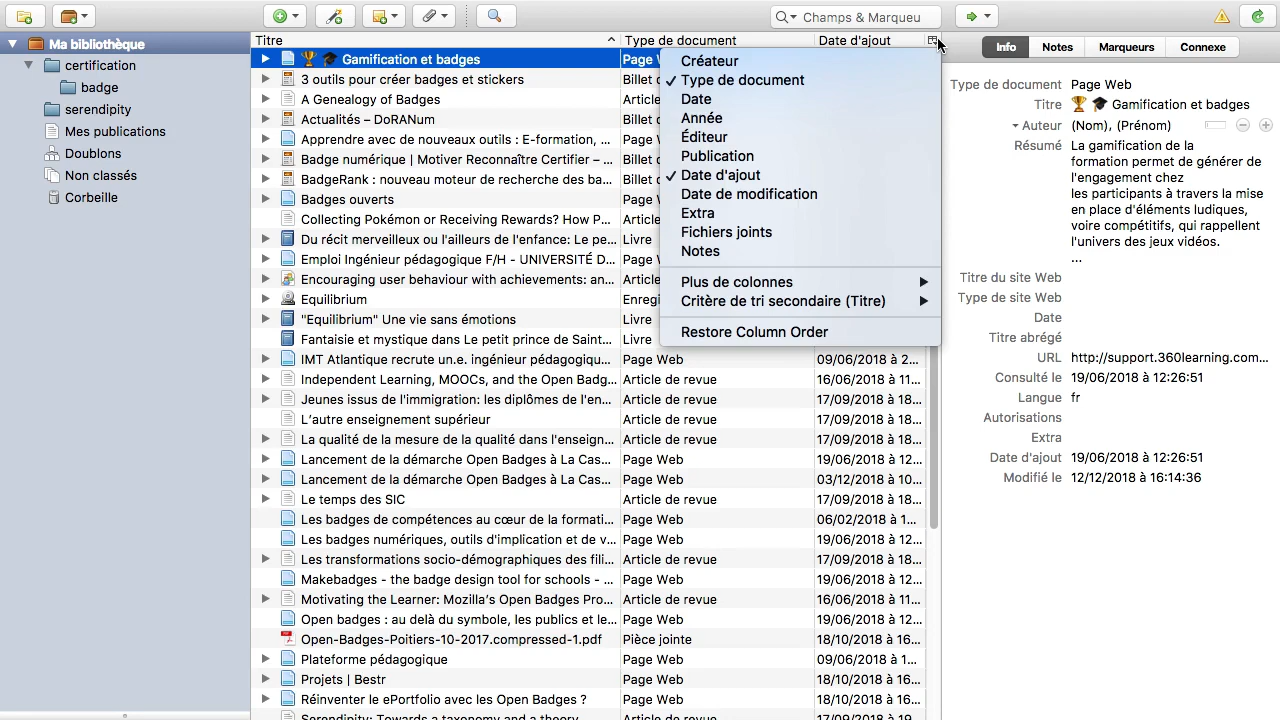 Champs & Marqueu
Ma bibliothèque
certification
badge
serendipity
Mes publications
Doublons
Non classés
Corbeille
Titre Type de document Date d'ajout
🏆 🎓 Gamification et badges Page W
3 outils pour créer badges et stickers Billet d
A Genealogy of Badges Article
Actualités – DoRANum Billet d
Apprendre avec de nouveaux outils : E-formation, ... Page W
Badge numérique | Motiver Reconnaître Certifier – ... Billet d
BadgeRank : nouveau moteur de recherche des ba... Billet d
Badges ouverts Page W
Collecting Pokémon or Receiving Rewards? How P... Article
Du récit merveilleux ou l'ailleurs de l'enfance: Le pe... Livre
Emploi Ingénieur pédagogique F/H - UNIVERSITÉ D... Page W
Encouraging user behaviour with achievements: an... Article
Equilibrium Enregi
"Equilibrium" Une vie sans émotions Livre
Fantaisie et mystique dans Le petit prince de Saint... Livre
IMT Atlantique recrute un.e. ingénieur pédagogiqu... Page Web 09/06/2018 à 2...
Independent Learning, MOOCs, and the Open Badg... Article de revue 16/06/2018 à 11...
Jeunes issus de l'immigration: les diplômes de l'en... Article de revue 17/09/2018 à 18...
L'autre enseignement supérieur Article de revue 17/09/2018 à 18...
La qualité de la mesure de la qualité dans l'enseign... Article de revue 17/09/2018 à 18...
Lancement de la démarche Open Badges à La Cas... Page Web 19/06/2018 à 12...
Lancement de la démarche Open Badges à La Cas... Page Web 03/12/2018 à 10...
Le temps des SIC Article de revue 17/09/2018 à 18...
Les badges de compétences au cœur de la formati... Page Web 06/02/2018 à 1...
Les badges numériques, outils d'implication et de v... Page Web 19/06/2018 à 12...
Les transformations socio-démographiques des fili... Article de revue 17/09/2018 à 18...
Makebadges - the badge design tool for schools - ... Page Web 19/06/2018 à 12...
Motivating the Learner: Mozilla's Open Badges Pro... Article de revue 16/06/2018 à 11...
Open badges : au delà du symbole, les publics et le... Page Web 19/06/2018 à 12...
Open-Badges-Poitiers-10-2017.compressed-1.pdf Pièce jointe 18/10/2018 à 16...
Plateforme pédagogique Page Web 09/06/2018 à 1...
Projets | Bestr Page Web 18/10/2018 à 16...
Réinventer le ePortfolio avec les Open Badges ? Page Web 18/10/2018 à 16...
Serendipity: Towards a taxonomy and a theory Article de revue 17/09/2018 à 19
Créateur
✓ Type de document
Date
Année
Éditeur
Publication
✓ Date d'ajout
Date de modification
Extra
Fichiers joints
Notes
Plus de colonnes
Critère de tri secondaire (Titre)
Restore Column Order
Info Notes Marqueurs Connexe
Type de document Page Web
Titre 🏆 🎓 Gamification et badges
Auteur (Nom), (Prénom)
Résumé La gamification de la
formation permet de générer de
l'engagement chez
les participants à travers la mise
en place d'éléments ludiques,
voire compétitifs, qui rappellent
l'univers des jeux vidéos.
...
Titre du site Web
Type de site Web
Date
Titre abrégé
URL http://support.360learning.com...
Consulté le 19/06/2018 à 12:26:51
Langue fr
Autorisations
Extra
Date d'ajout 19/06/2018 à 12:26:51
Modifié le 12/12/2018 à 16:14:36